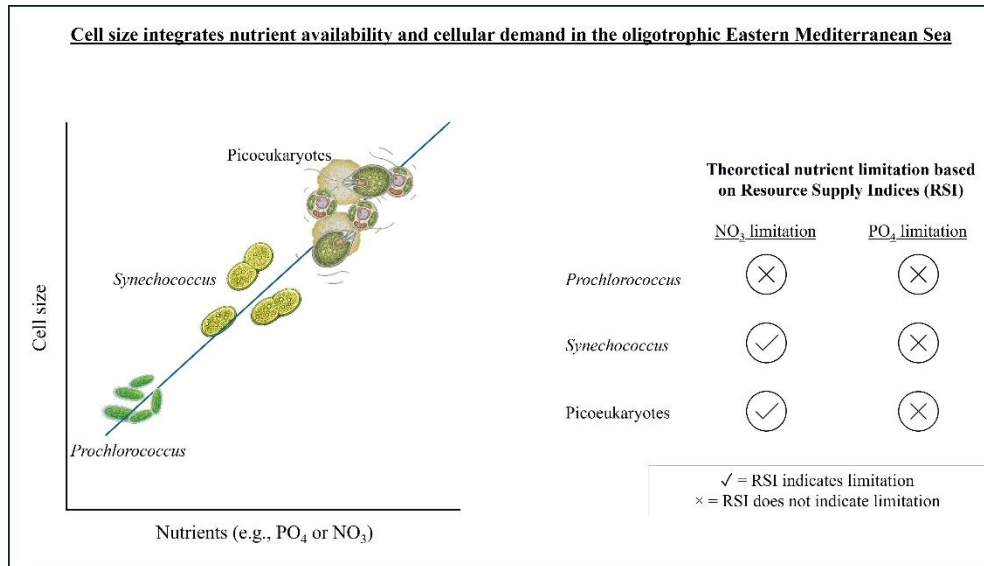 Cell size integrates nutrient availability and cellular demand in the oligotrophic Eastern Mediterranean Sea
Picoeukaryotes
Synechococcus
Prochlorococcus
Cell size
Nutrients (e.g., PO₄ or NO₃)
Theoretical nutrient limitation based
on Resource Supply Indices (RSI)
NO₃ limitation PO₄ limitation
Prochlorococcus × ×
Synechococcus ✓ ×
Picoeukaryotes ✓ ×
✓ = RSI indicates limitation
× = RSI does not indicate limitation